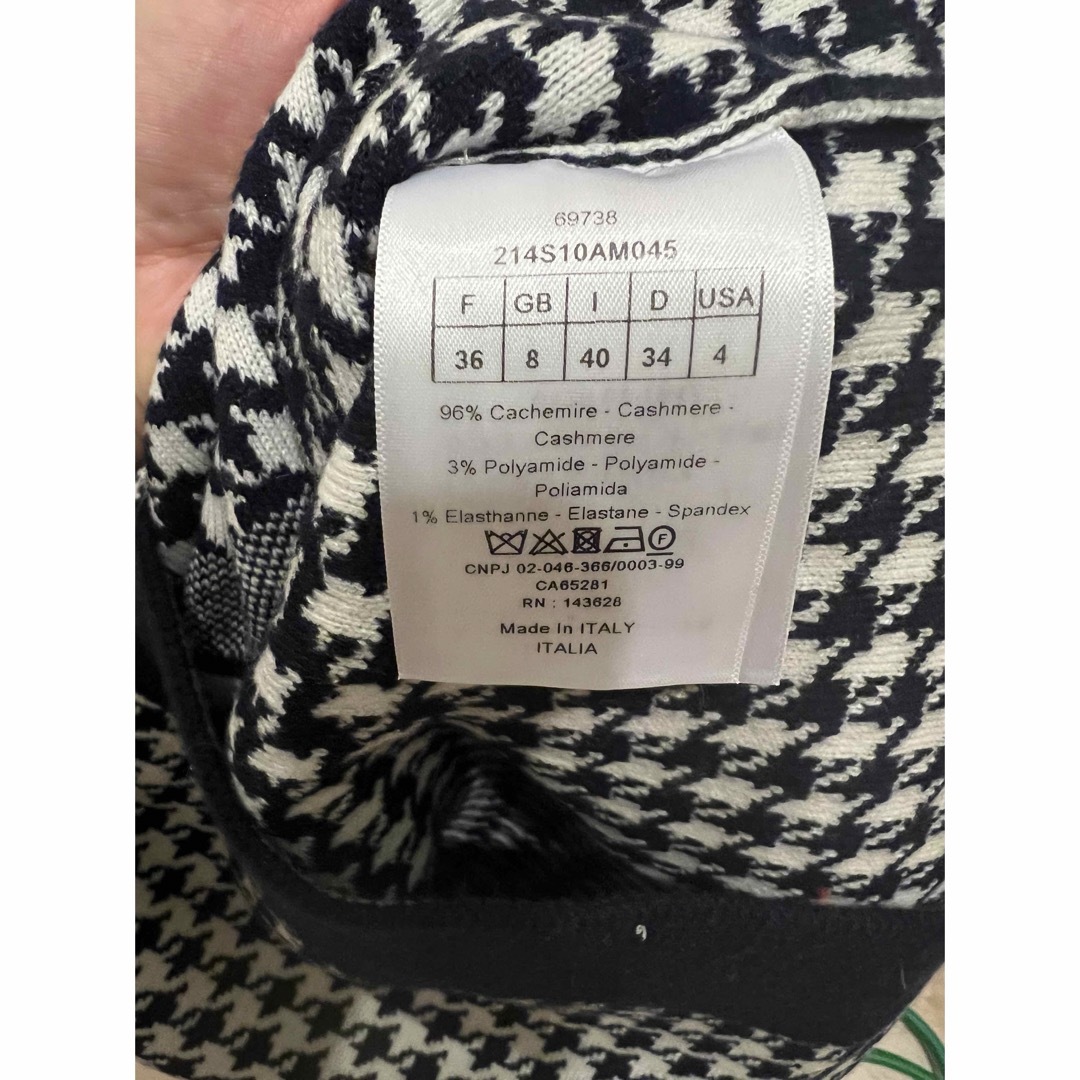 69738
214S10AM045
F GB I D USA
36 8 40 34 4
96% Cachemire - Cashmere -
Cashmere
3% Polyamide - Polyamide -
Poliamida
1% Elasthanne - Elastane - Spandex
F
CNPJ 02-046-366/0003-99
CA65281
RN : 143628
Made In ITALY
ITALIA